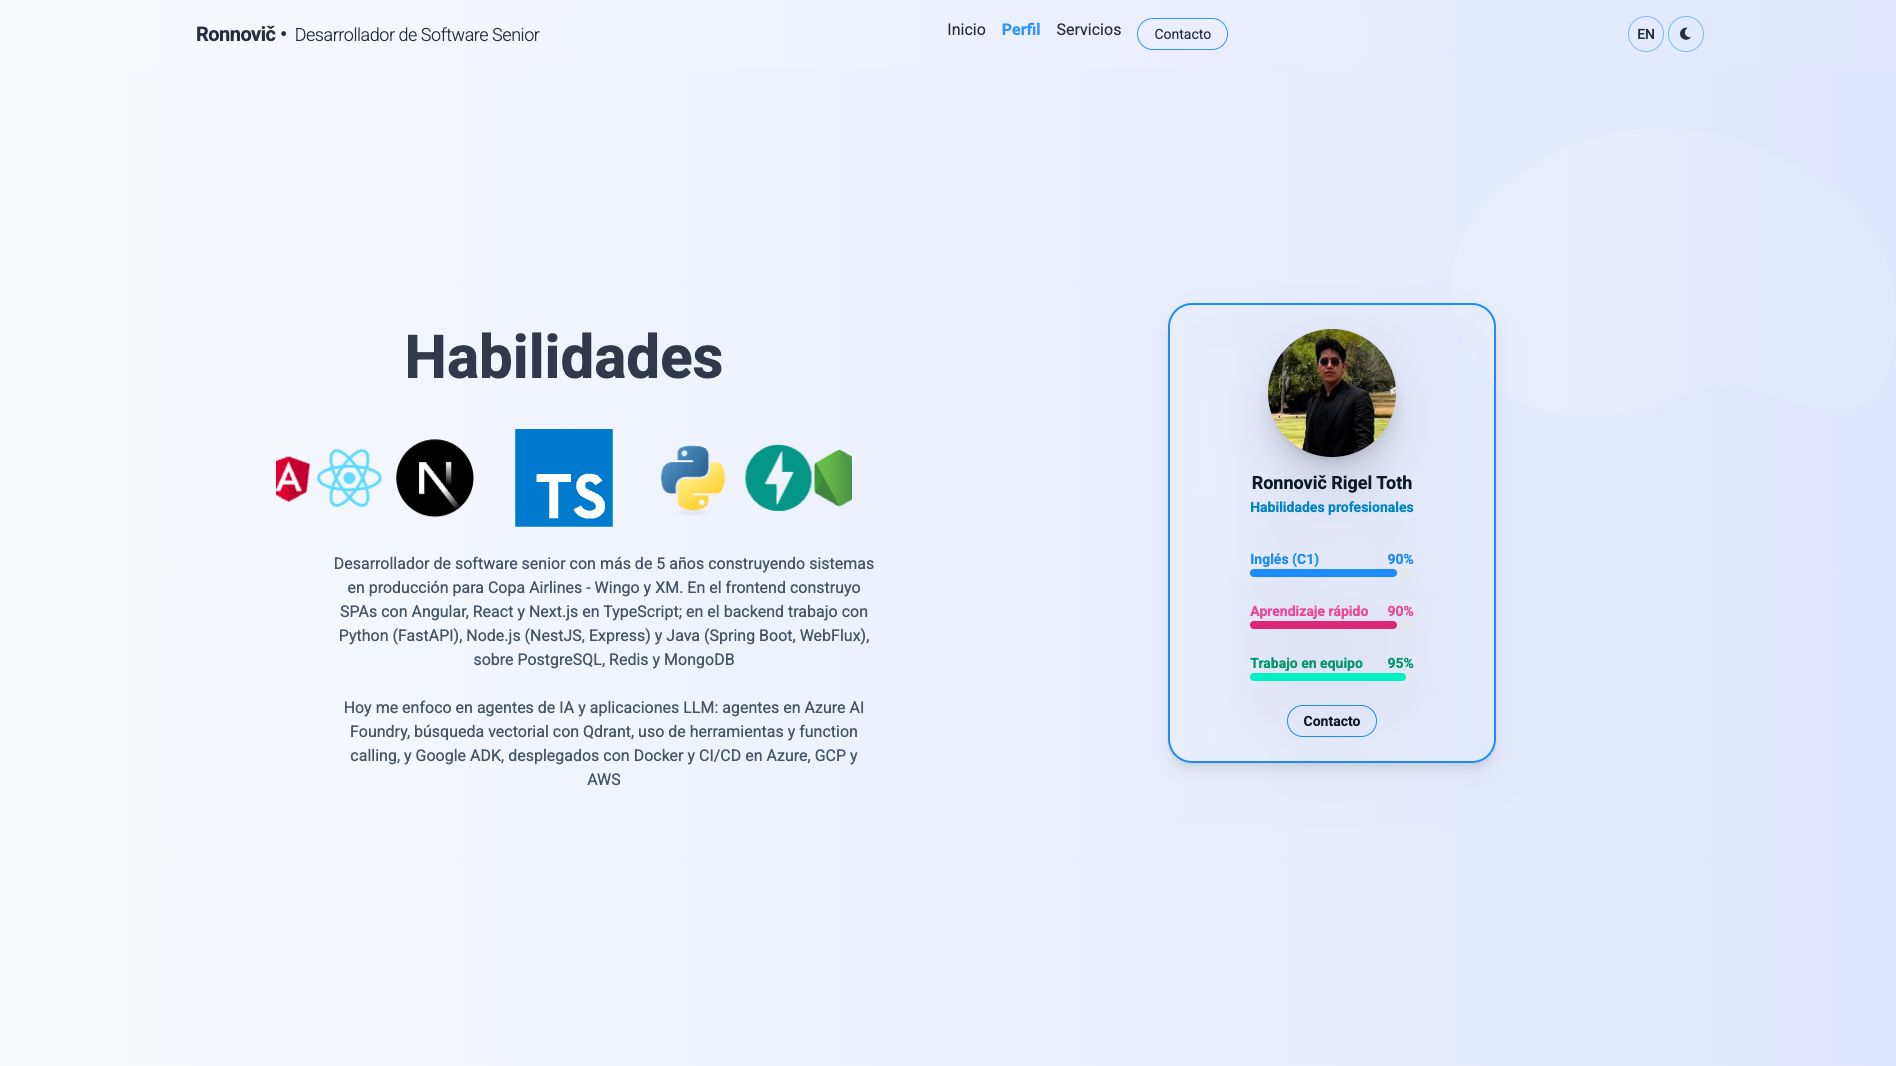 Ronnovič • Desarrollador de Software Senior
Inicio Perfil Servicios Contacto
EN
Habilidades
A N TS
Desarrollador de software senior con más de 5 años construyendo sistemas
en producción para Copa Airlines - Wingo y XM. En el frontend construyo
SPAs con Angular, React y Next.js en TypeScript; en el backend trabajo con
Python (FastAPI), Node.js (NestJS, Express) y Java (Spring Boot, WebFlux),
sobre PostgreSQL, Redis y MongoDB
Hoy me enfoco en agentes de IA y aplicaciones LLM: agentes en Azure AI
Foundry, búsqueda vectorial con Qdrant, uso de herramientas y function
calling, y Google ADK, desplegados con Docker y CI/CD en Azure, GCP y
AWS
Ronnovič Rigel Toth
Habilidades profesionales
Inglés (C1) 90%
Aprendizaje rápido 90%
Trabajo en equipo 95%
Contacto